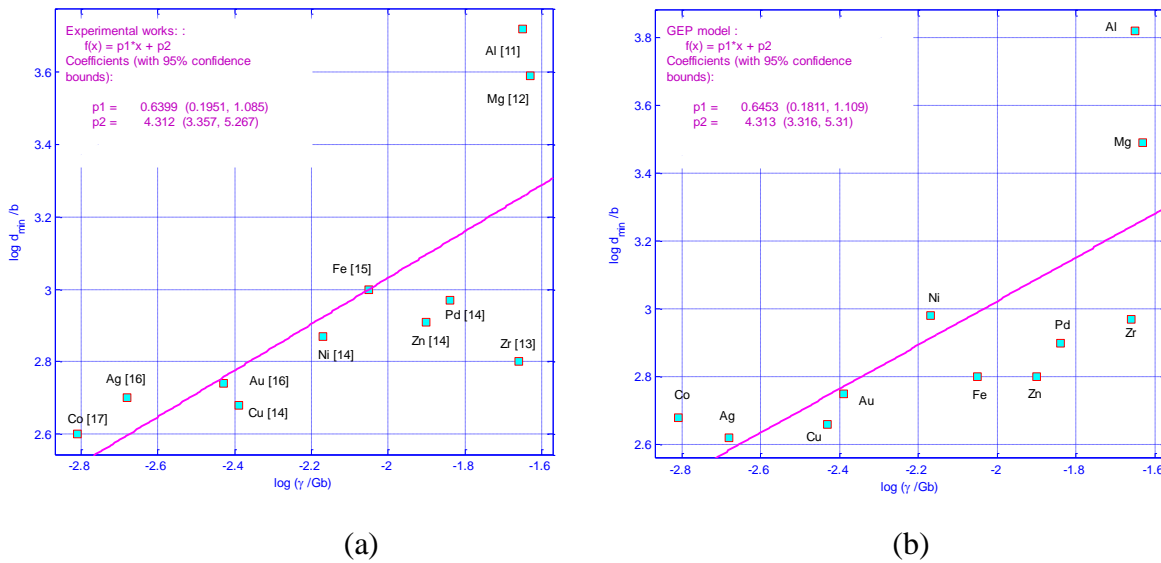 Experimental works: :
f(x) = p1*x + p2
Coefficients (with 95% confidence
bounds):
p1 = 0.6399 (0.1951, 1.085)
p2 = 4.312 (3.357, 5.267)
Al [11]
Mg [12]
Fe [15]
Pd [14]
Zn [14]
Ni [14]
Zr [13]
Ag [16]
Au [16]
Cu [14]
Co [17]
3.6
3.4
3.2
3
2.8
2.6
log d_min /b
-2.8 -2.6 -2.4 -2.2 -2 -1.8 -1.6
log (γ /Gb)
(a)
GEP model :
f(x) = p1*x + p2
Coefficients (with 95% confidence
bounds):
p1 = 0.6453 (0.1811, 1.109)
p2 = 4.313 (3.316, 5.31)
Al
Mg
Ni
Pd
Zr
Co
Ag
Au
Fe
Zn
Cu
3.8
3.6
3.4
3.2
3
2.8
2.6
log d_min /b
-2.8 -2.6 -2.4 -2.2 -2 -1.8 -1.6
log (γ /Gb)
(b)